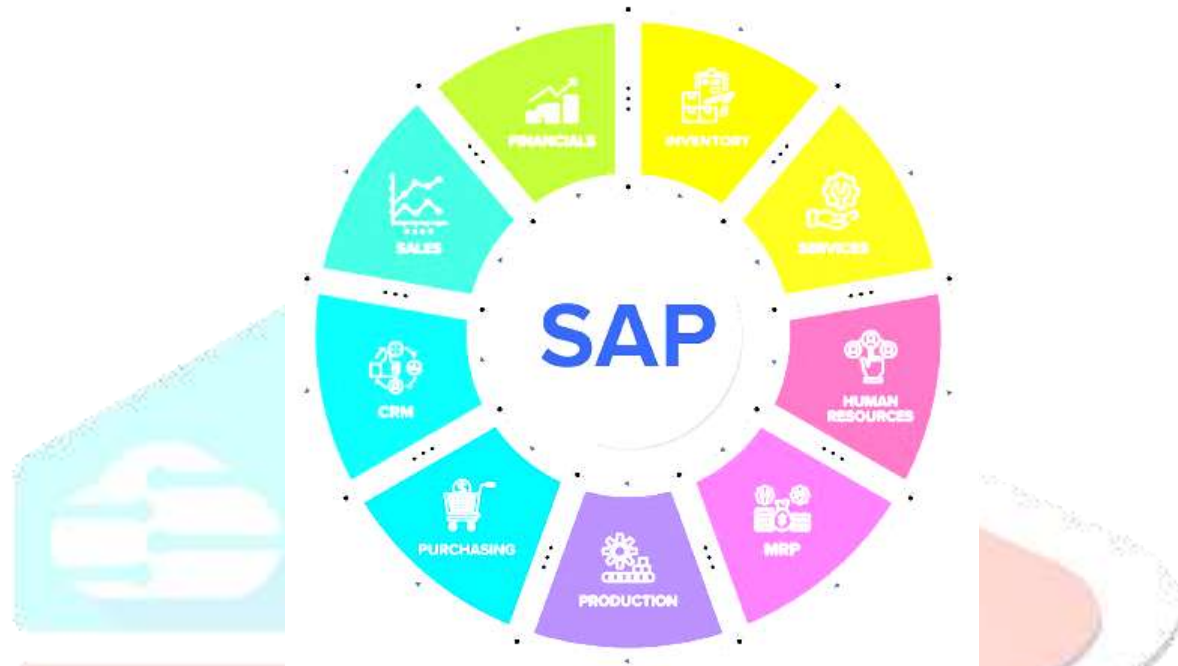 FINANCIALS
INVENTORY
SALES
SERVICES
SAP
CRM
HUMAN
RESOURCES
PURCHASING
MRP
PRODUCTION